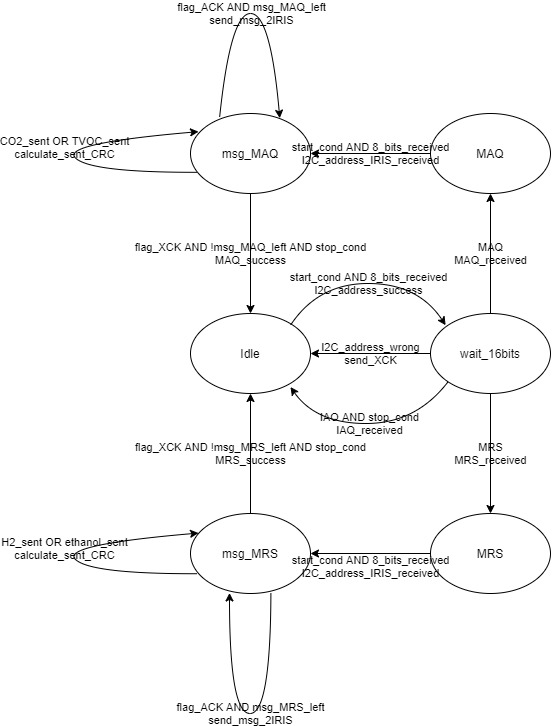 flag_ACK AND msg_MAQ_left
send_msg_2IRIS
CO2_sent OR TVOC_sent
calculate_sent_CRC
msg_MAQ
start_cond AND 8_bits_received
I2C_address_IRIS_received
MAQ
flag_XCK AND !msg_MAQ_left AND stop_cond
MAQ_success
MAQ
MAQ_received
start_cond AND 8_bits_received
I2C_address_success
Idle
I2C_address_wrong
send_XCK
wait_16bits
IAQ AND stop_cond
IAQ_received
flag_XCK AND !msg_MRS_left AND stop_cond
MRS_success
MRS
MRS_received
H2_sent OR ethanol_sent
calculate_sent_CRC
msg_MRS
start_cond AND 8_bits_received
I2C_address_IRIS_received
MRS
flag_ACK AND msg_MRS_left
send_msg_2IRIS